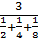 3
1/2 + 1/4 + 1/8